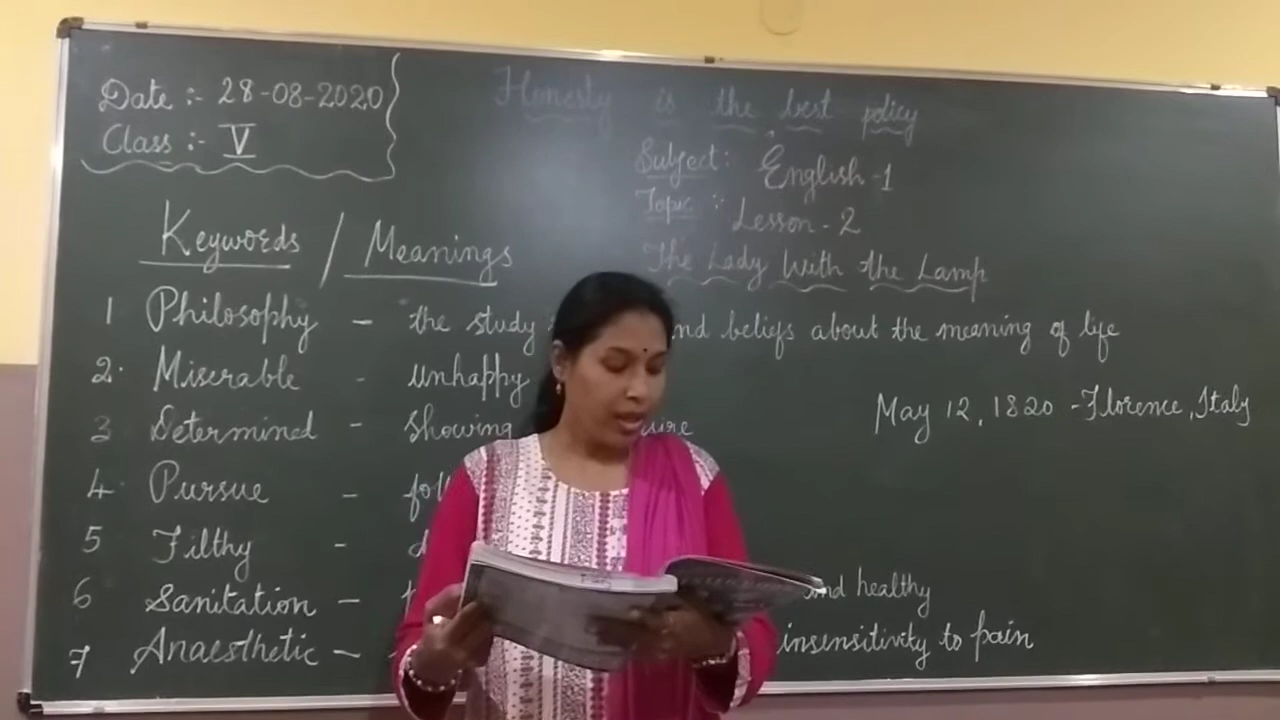 Date :- 28-08-2020
Class :- V
Honesty is the best policy
Subject : English -1
Topic : Lesson - 2
The Lady With the Lamp
Keywords / Meanings
1 Philosophy - the study and beliefs about the meaning of life
2. Miserable - unhappy
3 Determined - showing
4. Pursue -
5 Filthy -
6 Sanitation - and healthy
7 Anaesthetic - insensitivity to pain
May 12, 1820 - Florence, Italy